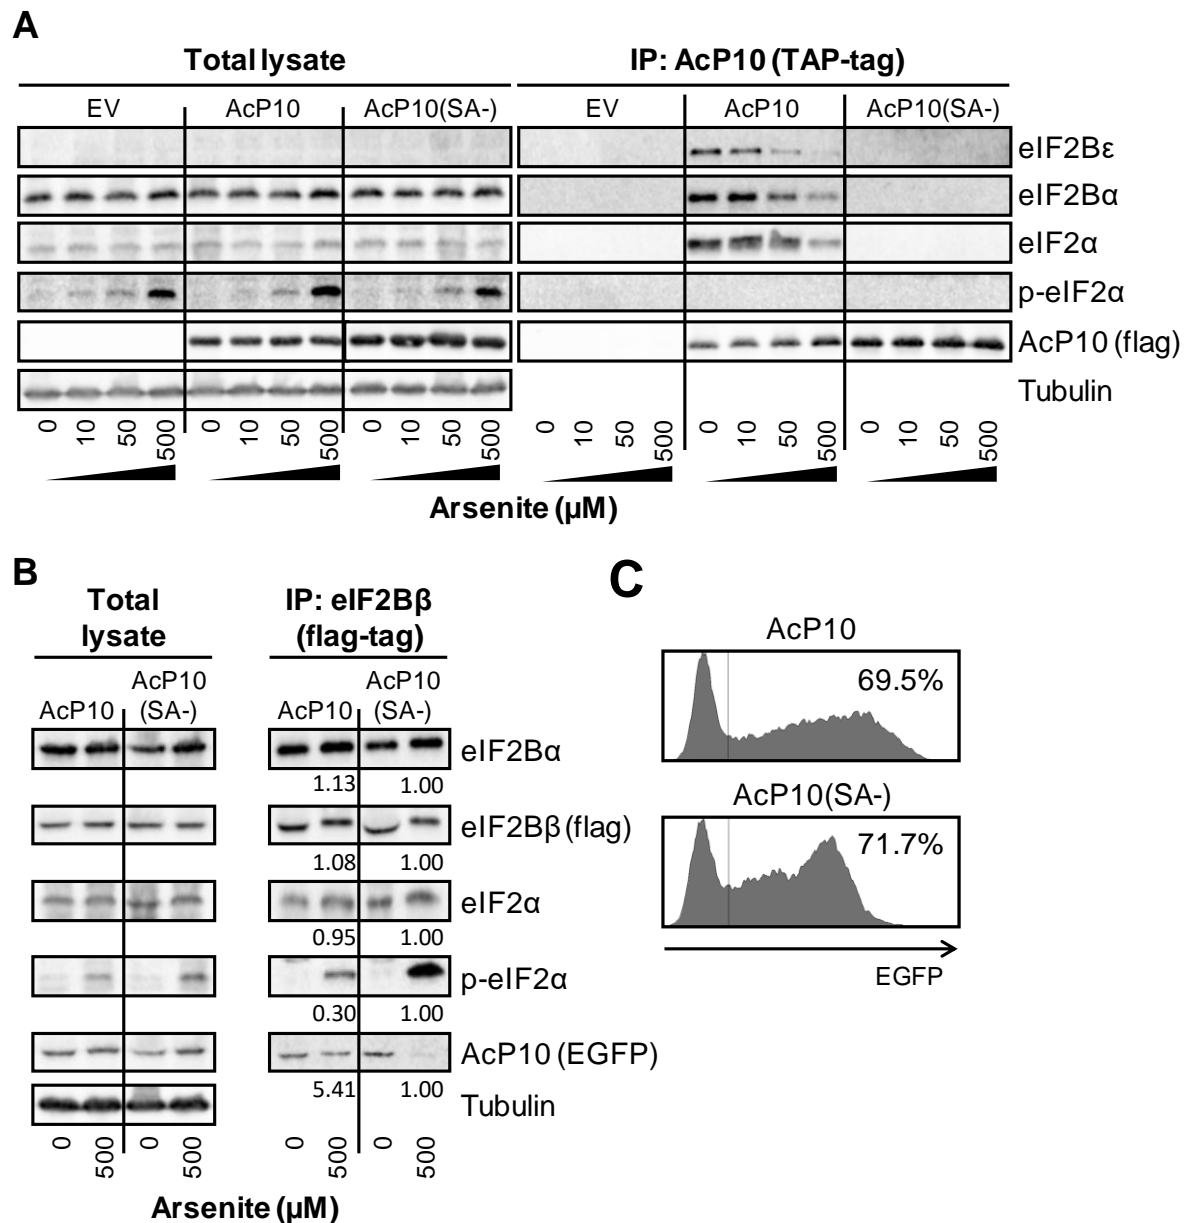 A
Total lysate
IP: AcP10 (TAP-tag)
EV AcP10 AcP10(SA-) EV AcP10 AcP10(SA-)
eIF2Bε
eIF2Bα
eIF2α
p-eIF2α
AcP10 (flag)
Tubulin
0 10 50 500 0 10 50 500 0 10 50 500 0 10 50 500 0 10 50 500 0 10 50 500
Arsenite (µM)
B
Total
lysate
IP: eIF2Bβ
(flag-tag)
AcP10 AcP10
(SA-)
AcP10 AcP10
(SA-)
eIF2Bα
1.13 1.00
eIF2Bβ (flag)
1.08 1.00
eIF2α
0.95 1.00
p-eIF2α
0.30 1.00
AcP10 (EGFP)
5.41 1.00
Tubulin
0 500 0 500 0 500 0 500
Arsenite (µM)
C
AcP10
69.5%
AcP10(SA-)
71.7%
EGFP